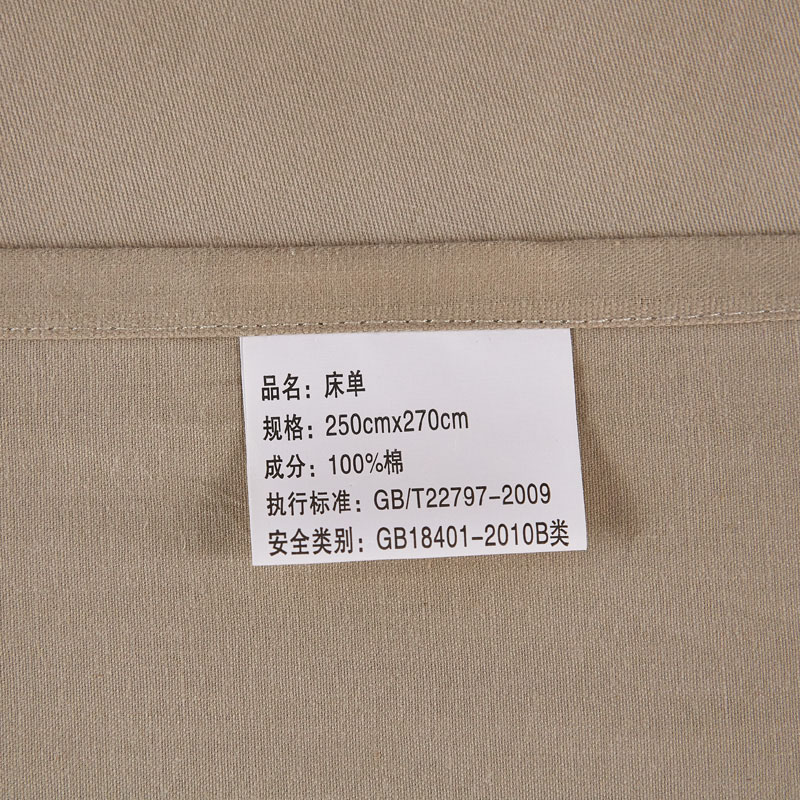 品名：床单
规格：250cmx270cm
成分：100%棉
执行标准：GB/T22797-2009
安全类别：GB18401-2010B类